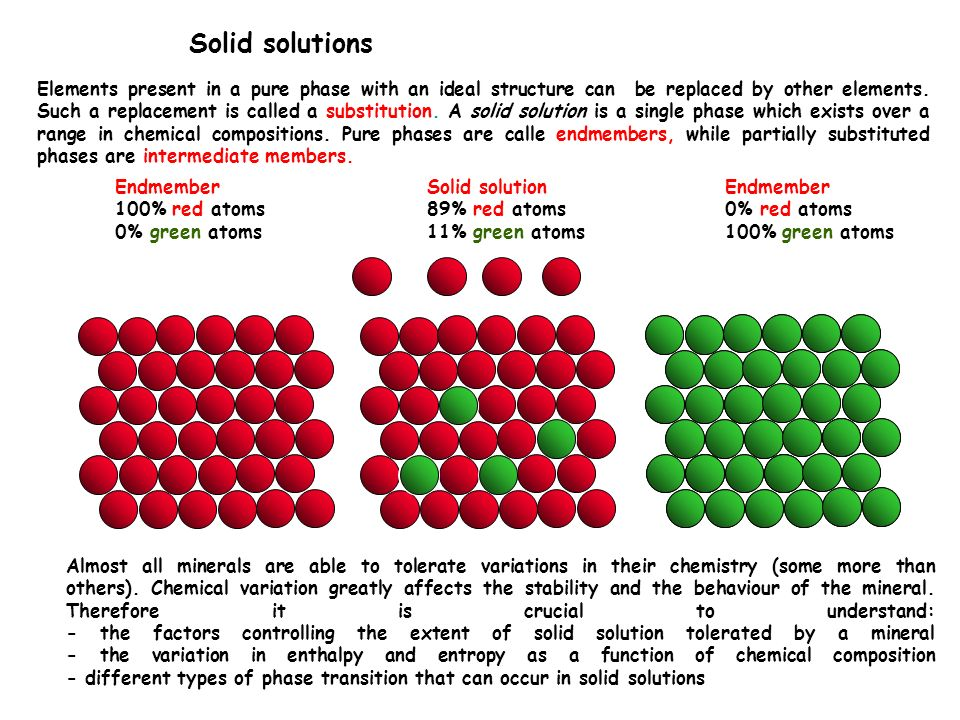 Solid solutions
Elements present in a pure phase with an ideal structure can be replaced by other elements.
Such a replacement is called a substitution. A solid solution is a single phase which exists over a
range in chemical compositions. Pure phases are calle endmembers, while partially substituted
phases are intermediate members.
Endmember
100% red atoms
0% green atoms
Solid solution
89% red atoms
11% green atoms
Endmember
0% red atoms
100% green atoms
Almost all minerals are able to tolerate variations in their chemistry (some more than
others). Chemical variation greatly affects the stability and the behaviour of the mineral.
Therefore it is crucial to understand:
- the factors controlling the extent of solid solution tolerated by a mineral
- the variation in enthalpy and entropy as a function of chemical composition
- different types of phase transition that can occur in solid solutions